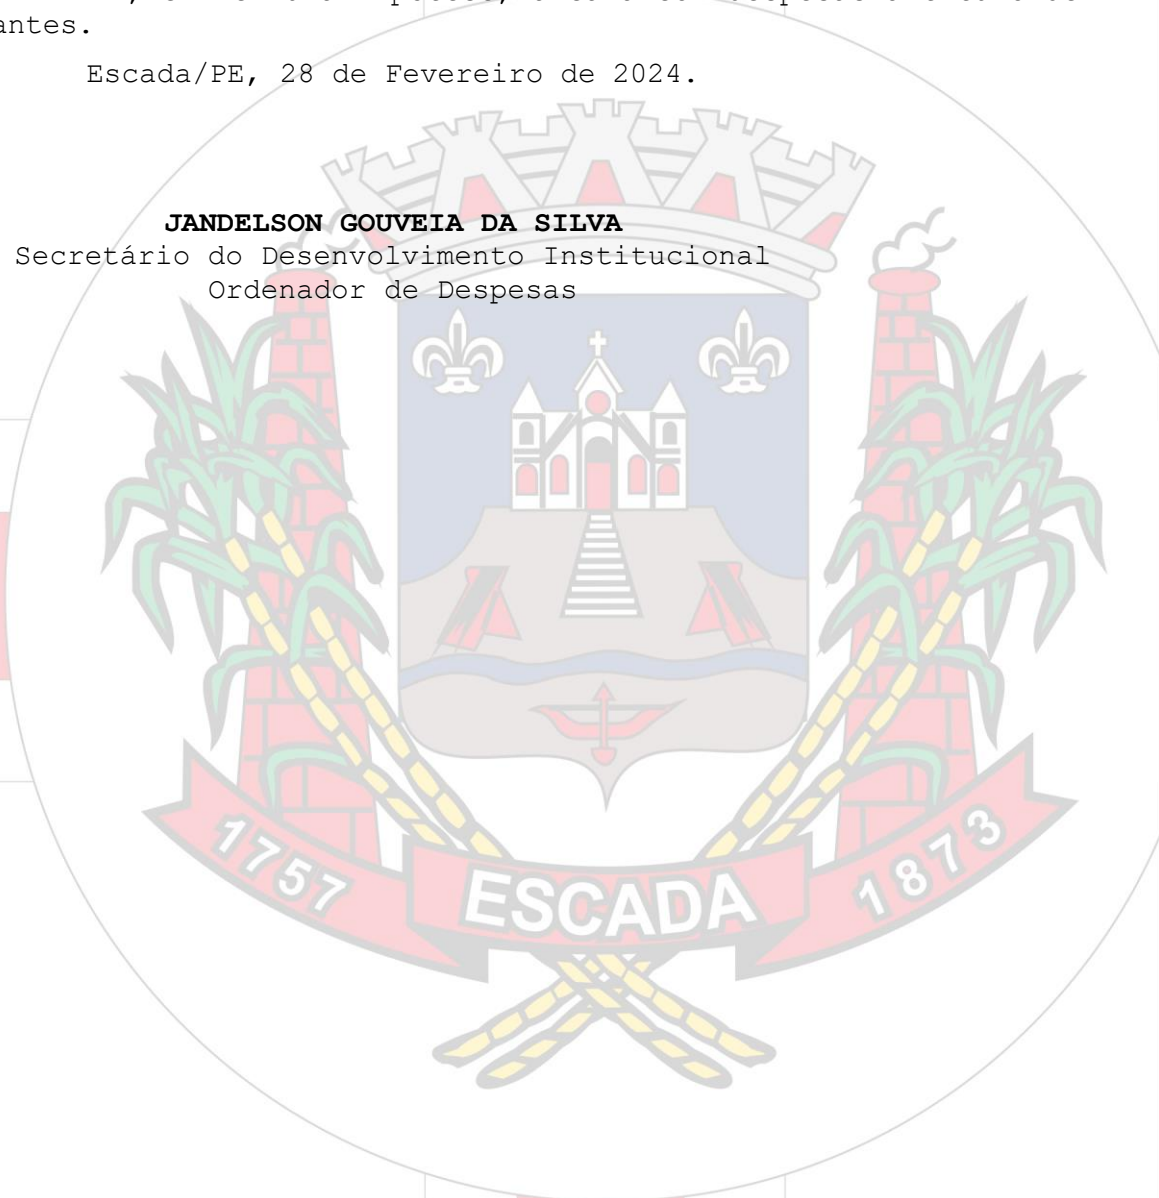 antes.
Escada/PE, 28 de Fevereiro de 2024.
JANDELSON GOUVEIA DA SILVA
Secretário do Desenvolvimento Institucional
Ordenador de Despesas
1757
ESCADA
1873